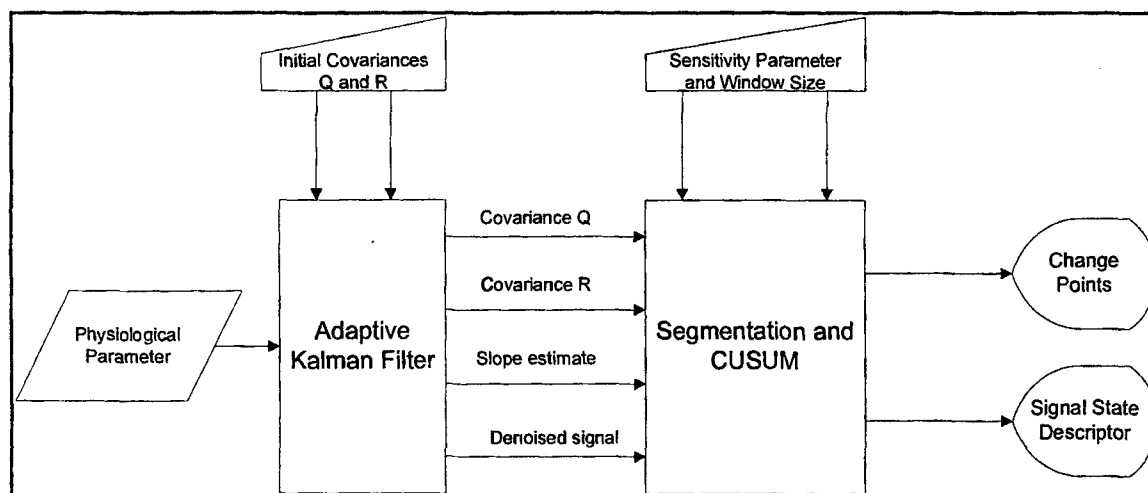 Initial Covariances
Q and R
Sensitivity Parameter
and Window Size
Covariance Q
Covariance R
Slope estimate
Denoised signal
Physiological
Parameter
Adaptive
Kalman Filter
Segmentation and
CUSUM
Change
Points
Signal State
Descriptor